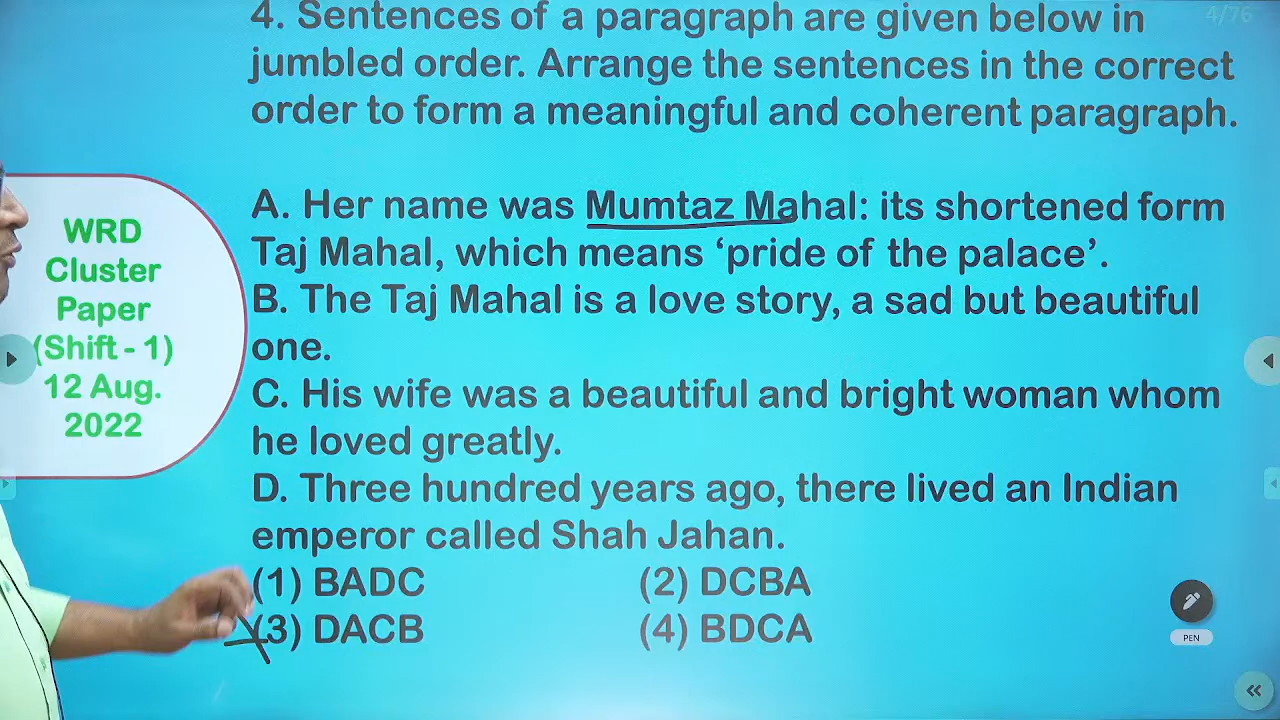 4/76
4. Sentences of a paragraph are given below in
jumbled order. Arrange the sentences in the correct
order to form a meaningful and coherent paragraph.
WRD
Cluster
Paper
(Shift - 1)
12 Aug.
2022
A. Her name was Mumtaz Mahal: its shortened form
Taj Mahal, which means ‘pride of the palace’.
B. The Taj Mahal is a love story, a sad but beautiful
one.
C. His wife was a beautiful and bright woman whom
he loved greatly.
D. Three hundred years ago, there lived an Indian
emperor called Shah Jahan.
(1) BADC (2) DCBA
(3) DACB (4) BDCA
PEN